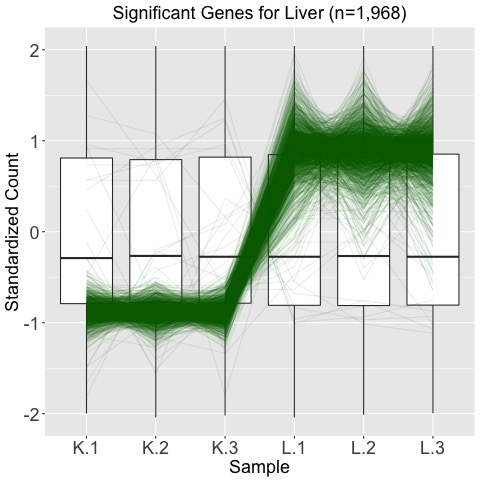 Significant Genes for Liver (n=1,968)
Standardized Count
2
1
0
-1
-2
K.1 K.2 K.3 L.1 L.2 L.3
Sample